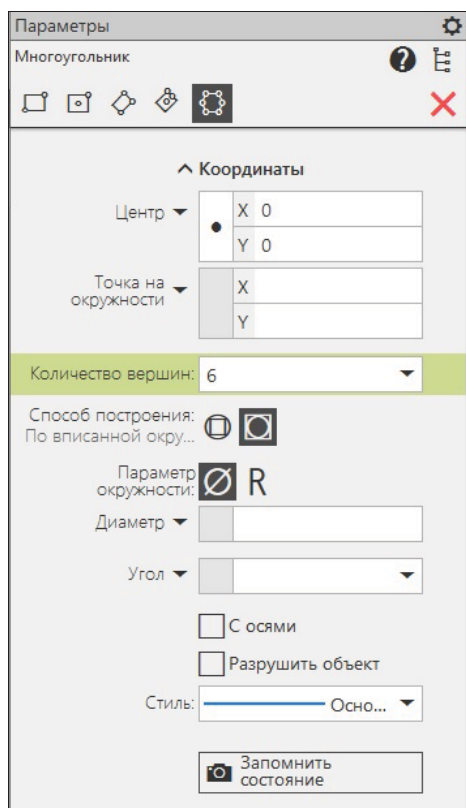 Параметры
Многоугольник
Координаты
Центр
X 0
Y 0
Точка на
окружности
X
Y
Количество вершин: 6
Способ построения:
По вписанной окру...
Параметр
окружности:
R
Диаметр
Угол
С осями
Разрушить объект
Стиль: Осно...
Запомнить
состояние